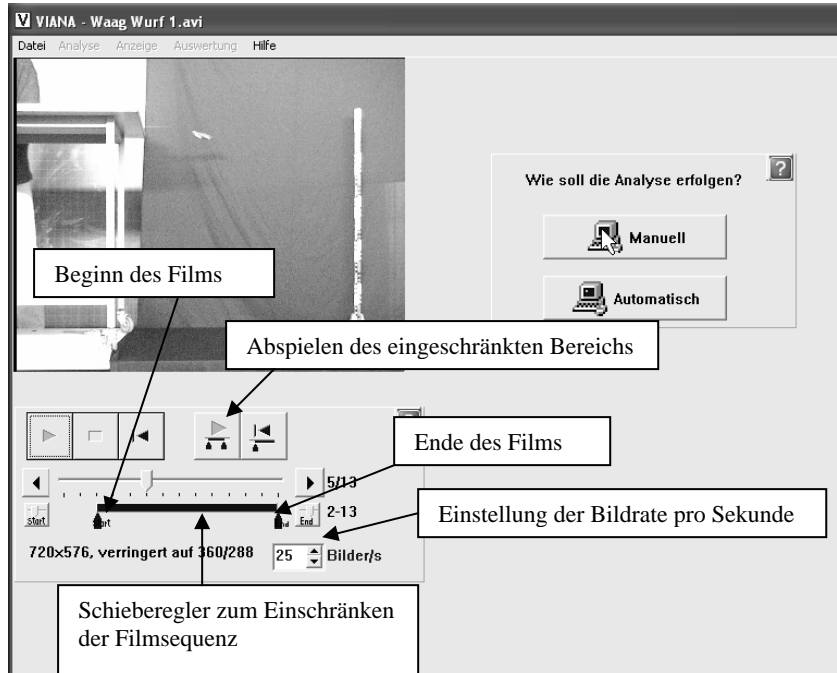 VIANA - Waag Wurf 1.avi
Datei Analyse Anzeige Auswertung Hilfe
Wie soll die Analyse erfolgen?
?
Manuell
Automatisch
Beginn des Films
Abspielen des eingeschränkten Bereichs
Ende des Films
5/13
Start
Start
End
2-13
Einstellung der Bildrate pro Sekunde
720x576, verringert auf 360/288
25
Bilder/s
Schieberegler zum Einschränken
der Filmsequenz